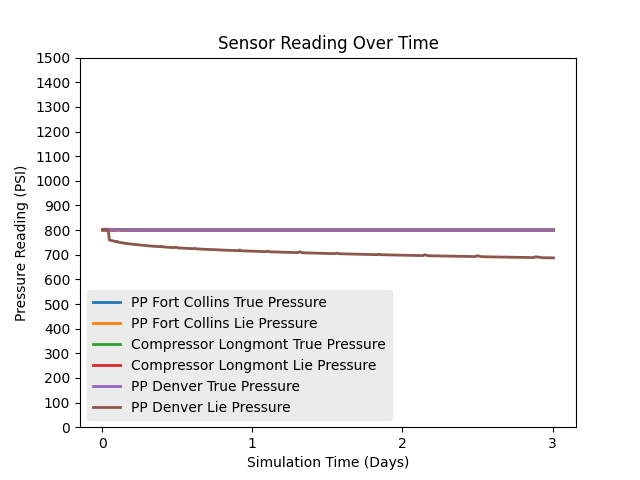 Sensor Reading Over Time
Pressure Reading (PSI)
1500
1400
1300
1200
1100
1000
900
800
700
600
500
400
300
200
100
0
PP Fort Collins True Pressure
PP Fort Collins Lie Pressure
Compressor Longmont True Pressure
Compressor Longmont Lie Pressure
PP Denver True Pressure
PP Denver Lie Pressure
0 1 2 3
Simulation Time (Days)